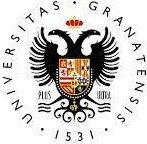 UNIVERSITAS · GRANATENSIS
· 1531 ·
PLUS ULTRA